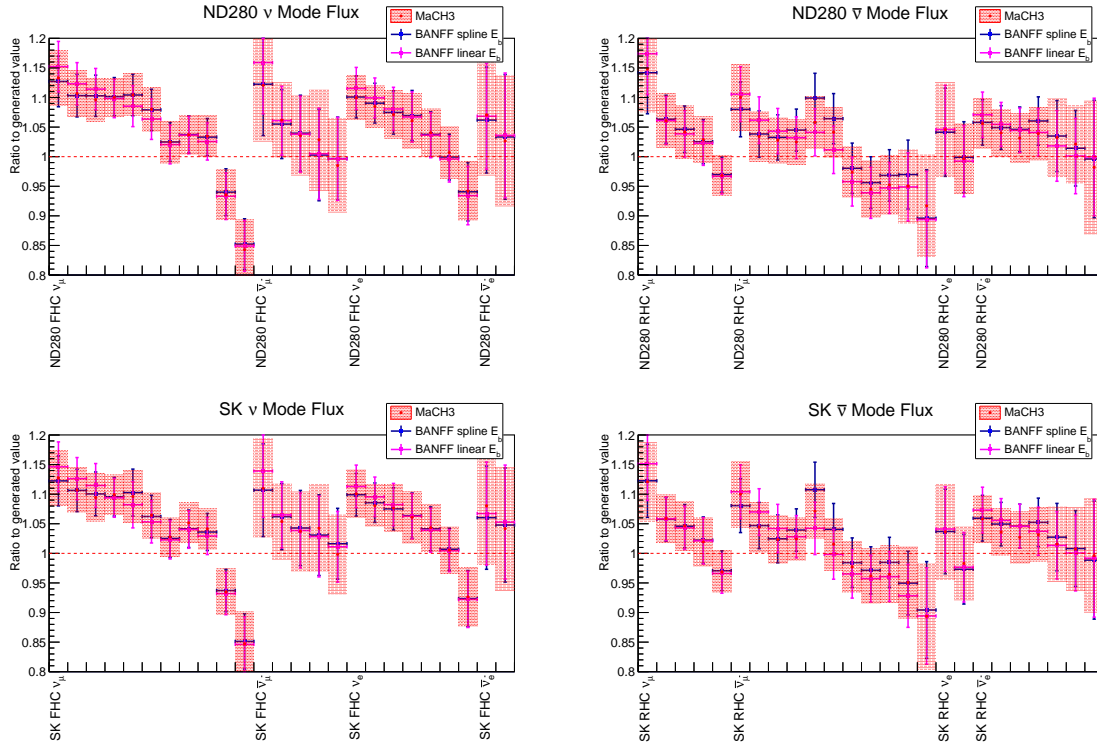 ND280 ν Mode Flux
MaCH3
BANFF spline E_b
BANFF linear E_b
Ratio to generated value
1.2
1.15
1.1
1.05
1
0.95
0.9
0.85
0.8
ND280 FHC ν_μ
ND280 FHC ν̅_μ
ND280 FHC ν_e
ND280 FHC ν̅_e
ND280 ν̅ Mode Flux
MaCH3
BANFF spline E_b
BANFF linear E_b
Ratio to generated value
1.2
1.15
1.1
1.05
1
0.95
0.9
0.85
0.8
ND280 RHC ν_μ
ND280 RHC ν̅_μ
ND280 RHC ν_e
ND280 RHC ν̅_e
SK ν Mode Flux
MaCH3
BANFF spline E_b
BANFF linear E_b
Ratio to generated value
1.2
1.15
1.1
1.05
1
0.95
0.9
0.85
0.8
SK FHC ν_μ
SK FHC ν̅_μ
SK FHC ν_e
SK FHC ν̅_e
SK ν̅ Mode Flux
MaCH3
BANFF spline E_b
BANFF linear E_b
Ratio to generated value
1.2
1.15
1.1
1.05
1
0.95
0.9
0.85
0.8
SK RHC ν_μ
SK RHC ν̅_μ
SK RHC ν_e
SK RHC ν̅_e